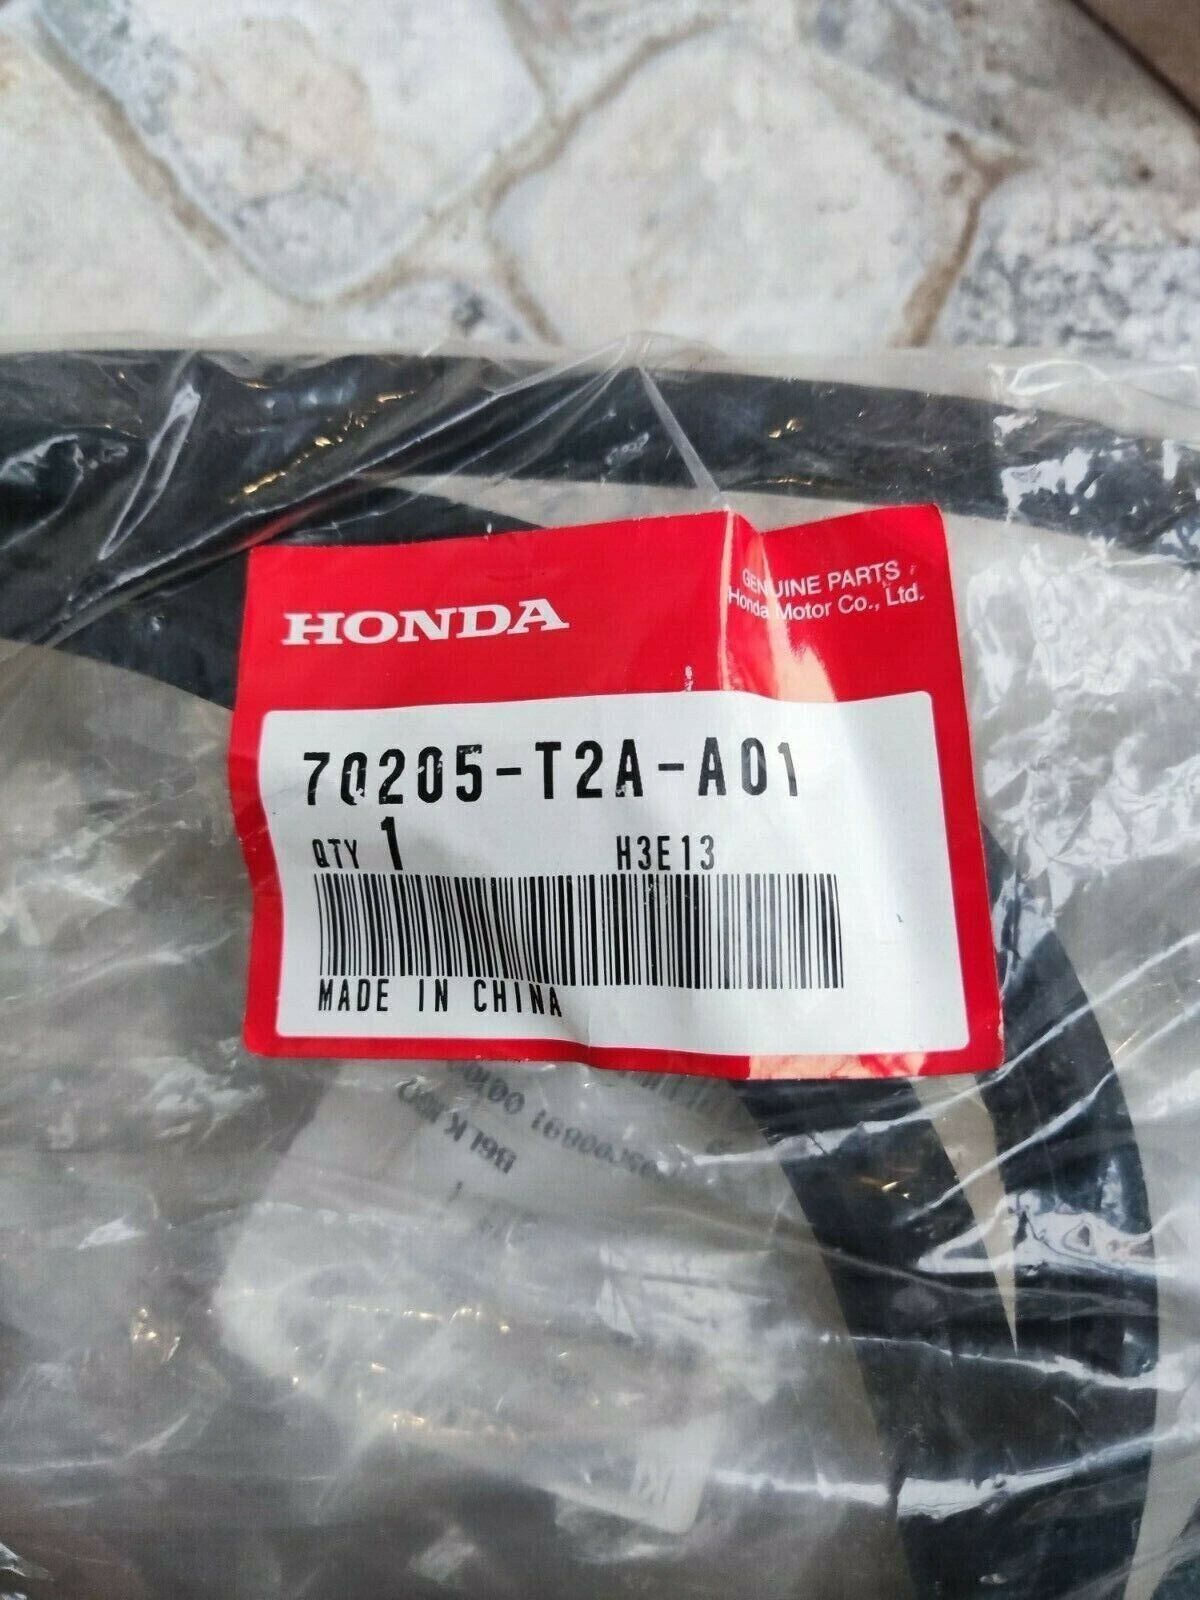 HONDA
GENUINE PARTS
Honda Motor Co., Ltd.
70205-T2A-A01
QTY 1 H3E13
MADE IN CHINA